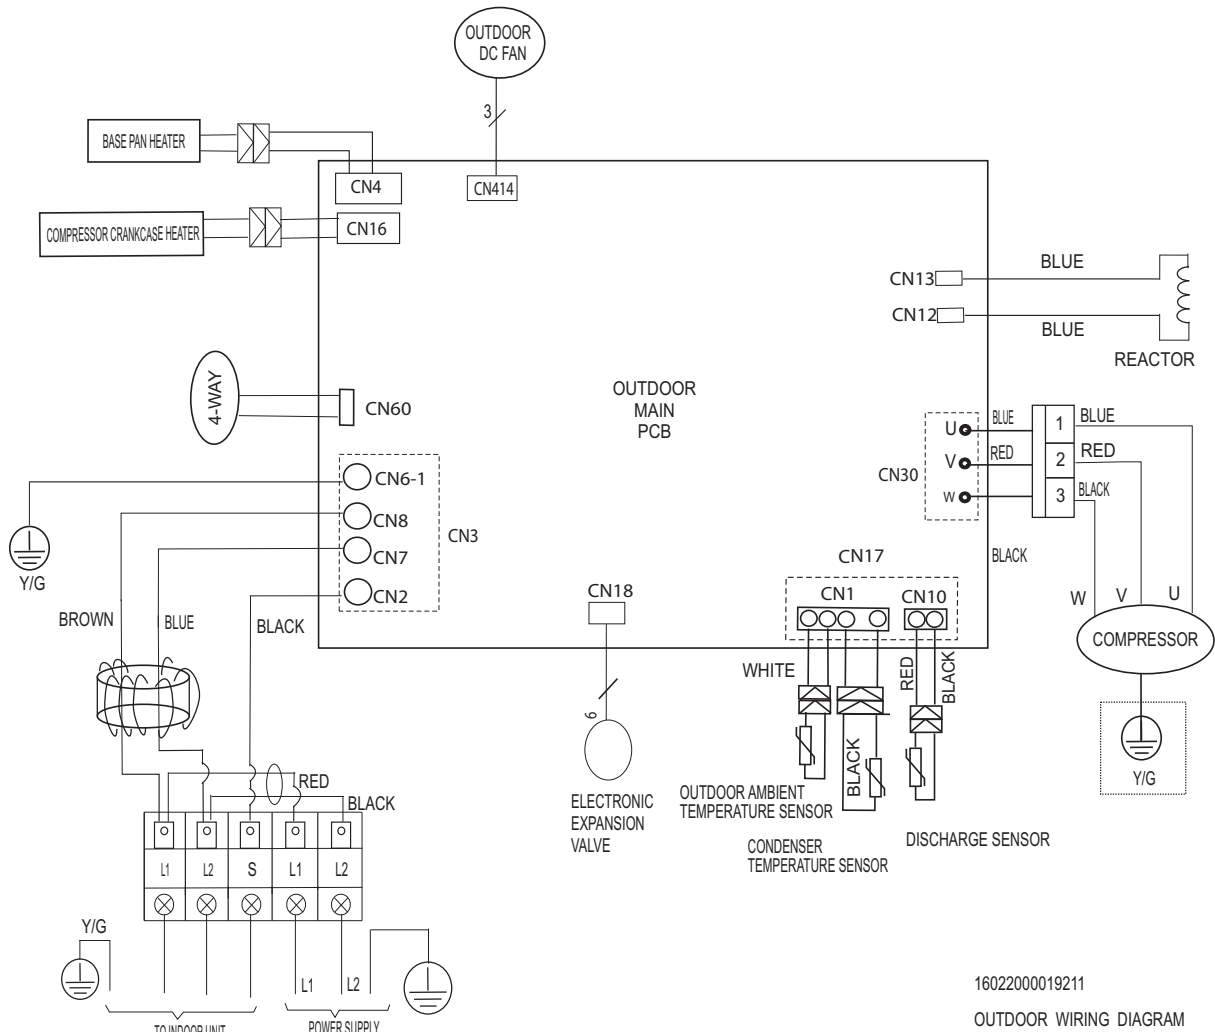 OUTDOOR
DC FAN
3
BASE PAN HEATER
CN4
CN414
COMPRESSOR CRANKCASE HEATER
CN16
CN13
BLUE
CN12
BLUE
REACTOR
4-WAY
CN60
OUTDOOR
MAIN
PCB
U
BLUE
1
BLUE
V
RED
2
RED
CN30
W
3
BLACK
BLACK
CN6-1
CN8
CN3
CN7
CN2
Y/G
BROWN
BLUE
BLACK
CN18
6
ELECTRONIC
EXPANSION
VALVE
CN17
CN1
CN10
WHITE
RED
BLACK
BLACK
OUTDOOR AMBIENT
TEMPERATURE SENSOR
CONDENSER
TEMPERATURE SENSOR
DISCHARGE SENSOR
W
V
U
COMPRESSOR
Y/G
RED
BLACK
L1
L2
S
L1
L2
Y/G
L1
L2
TO INDOOR UNIT
POWER SUPPLY
16022000019211
OUTDOOR WIRING DIAGRAM